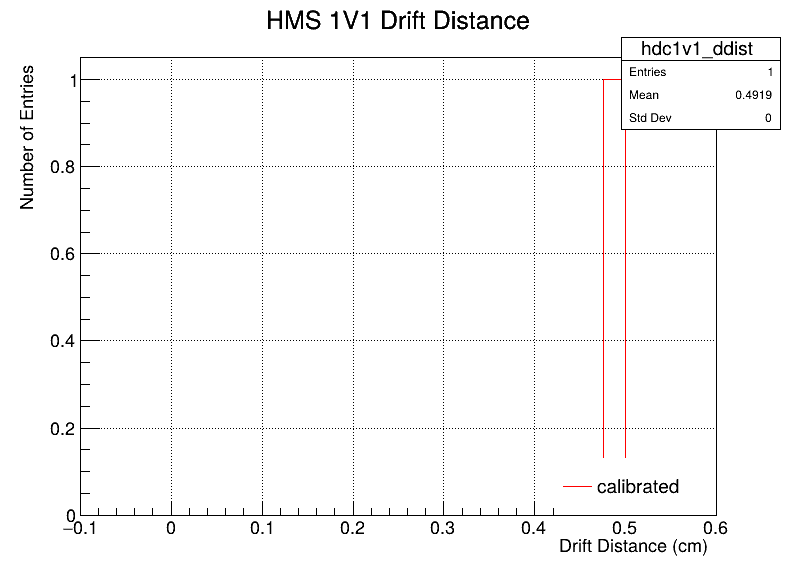 HMS 1V1 Drift Distance
hdc1v1_ddist
Entries 1
Mean 0.4919
Std Dev 0
Number of Entries
1
0.8
0.6
0.4
0.2
0
−0.1 0 0.1 0.2 0.3 0.4 0.5 0.6
calibrated
Drift Distance (cm)